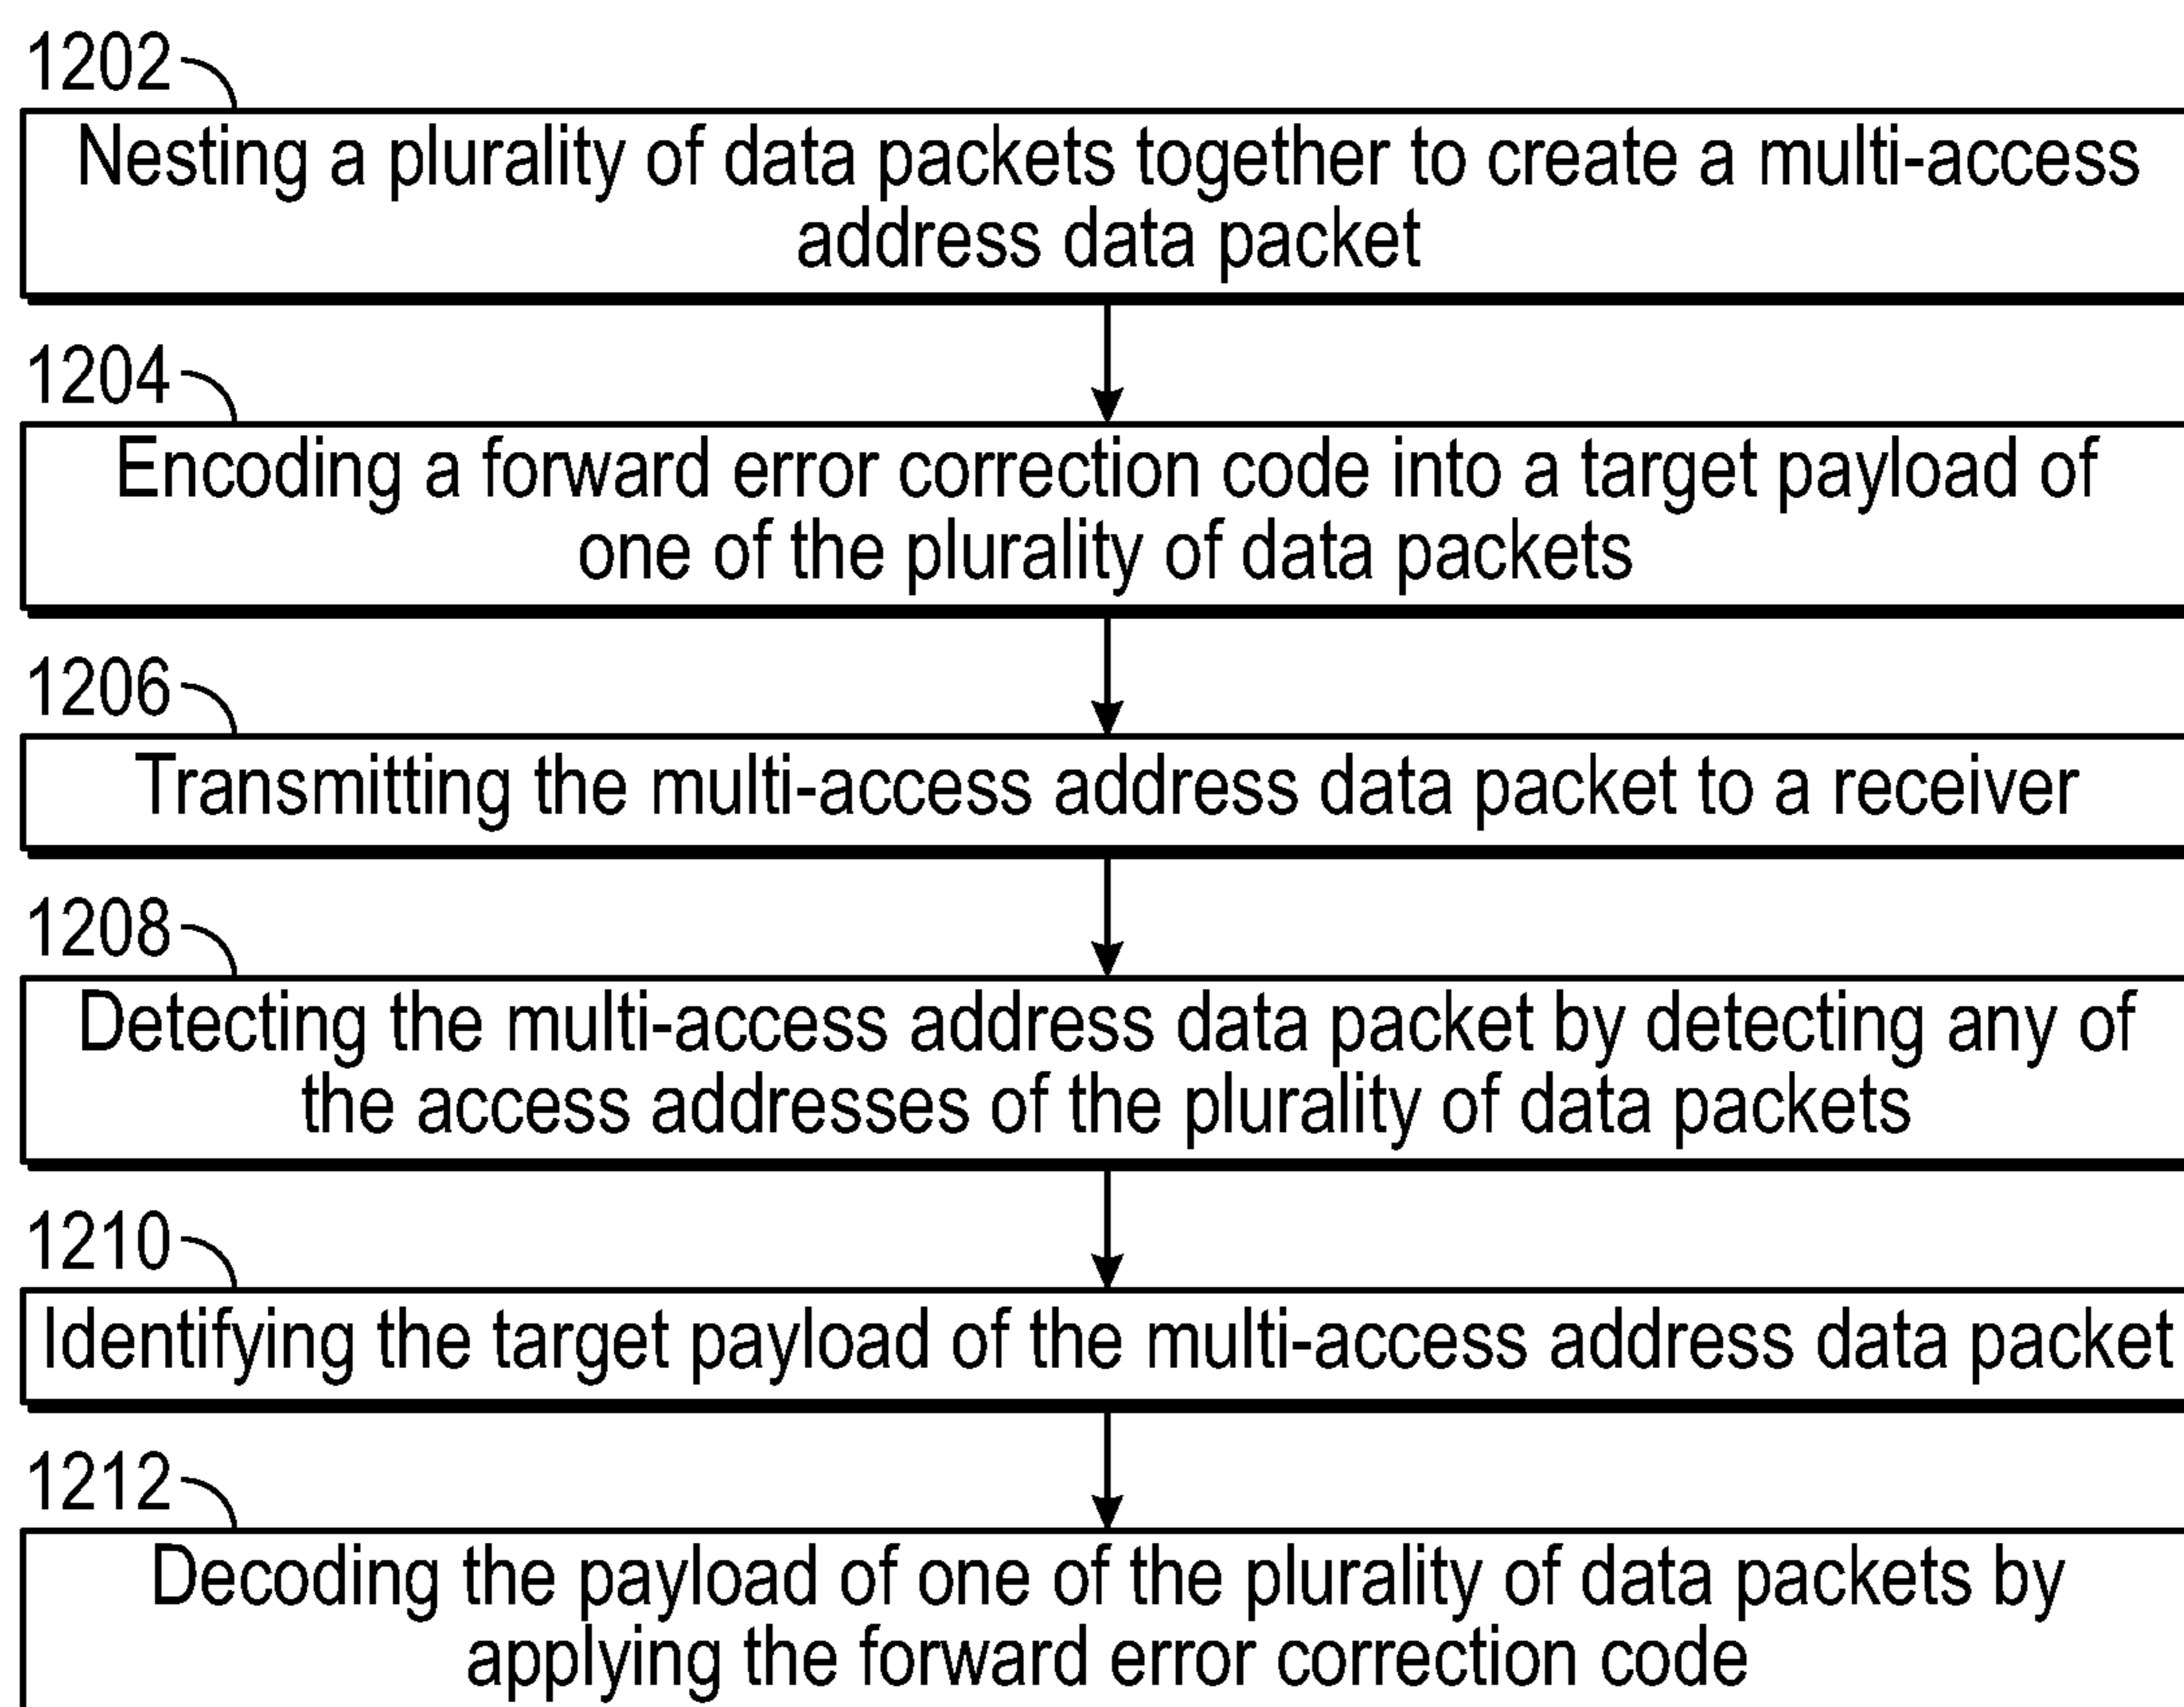 1202
Nesting a plurality of data packets together to create a multi-access
address data packet
1204
Encoding a forward error correction code into a target payload of
one of the plurality of data packets
1206
Transmitting the multi-access address data packet to a receiver
1208
Detecting the multi-access address data packet by detecting any of
the access addresses of the plurality of data packets
1210
Identifying the target payload of the multi-access address data packet
1212
Decoding the payload of one of the plurality of data packets by
applying the forward error correction code